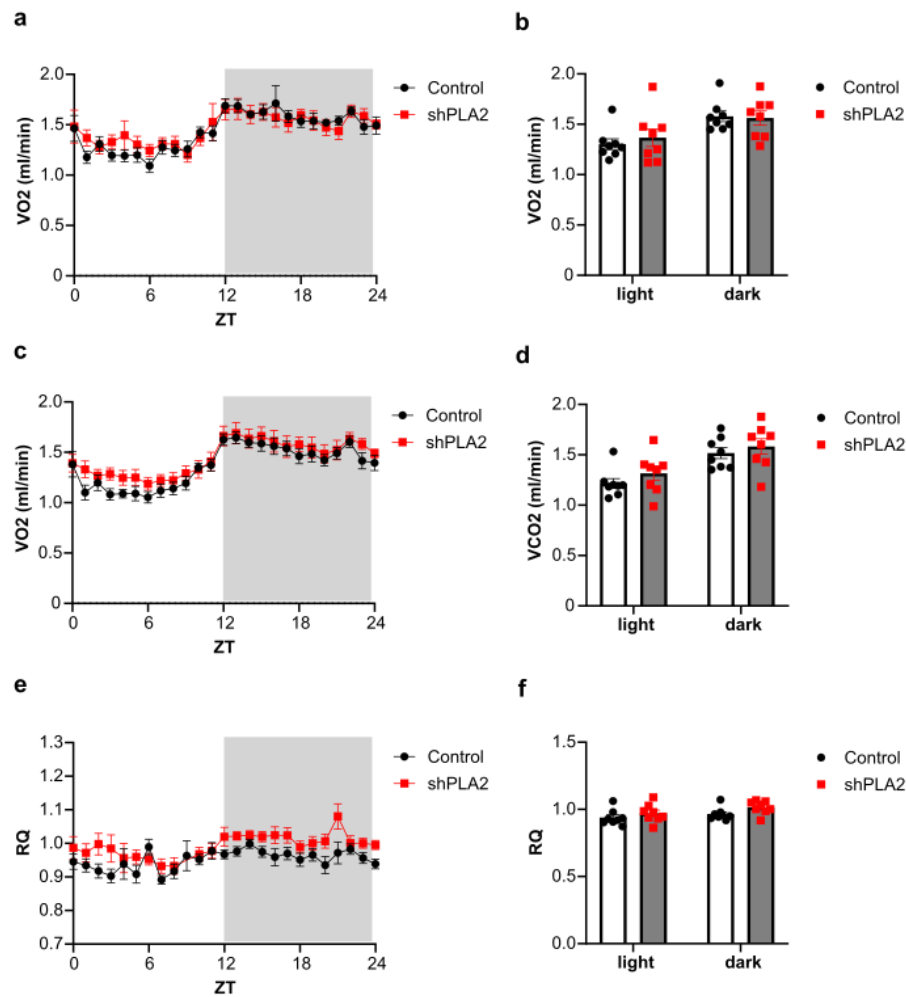 a
2.0
1.5
1.0
0.5
0
VO2 (ml/min)
0 6 12 18 24
ZT
Control
shPLA2
b
2.0
1.5
1.0
0.5
0
VO2 (ml/min)
light dark
Control
shPLA2
c
2.0
1.5
1.0
0.5
0
VO2 (ml/min)
0 6 12 18 24
ZT
Control
shPLA2
d
2.0
1.5
1.0
0.5
0
VCO2 (ml/min)
light dark
Control
shPLA2
e
1.3
1.2
1.1
1.0
0.9
0.8
0.7
RQ
0 6 12 18 24
ZT
Control
shPLA2
f
1.5
1.0
0.5
0.0
RQ
light dark
Control
shPLA2